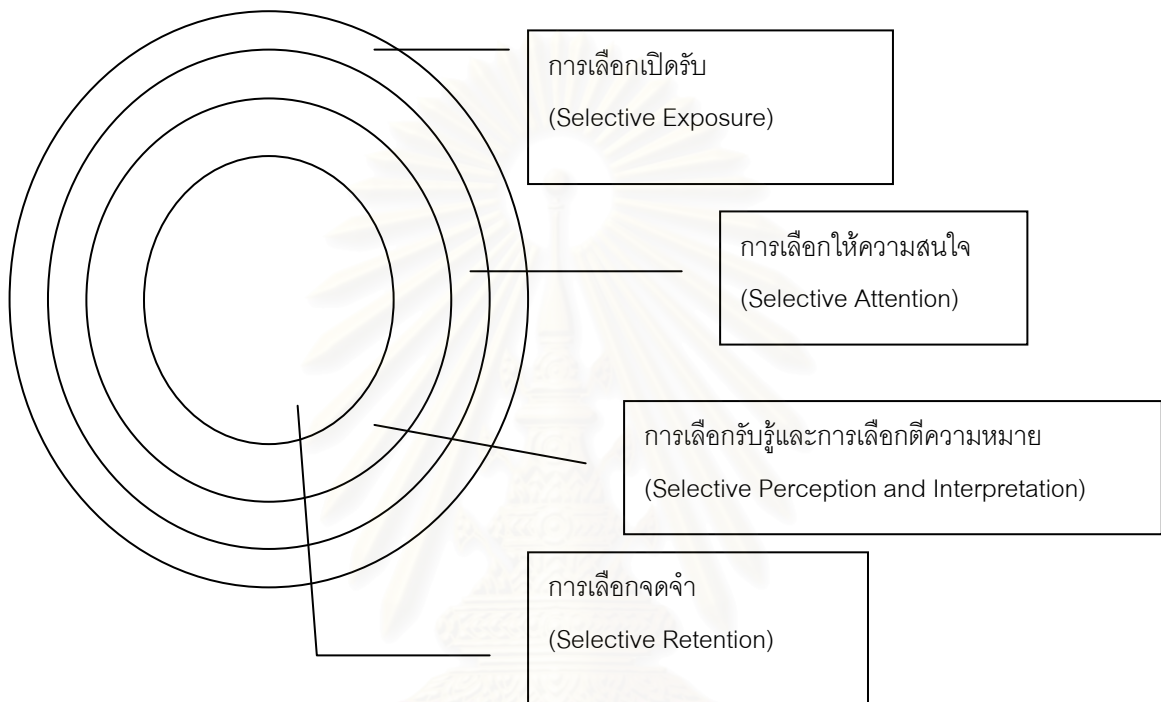 การเลือกเปิดรับ
(Selective Exposure)
การเลือกให้ความสนใจ
(Selective Attention)
การเลือกรับรู้และการเลือกตีความหมาย
(Selective Perception and Interpretation)
การเลือกจดจำ
(Selective Retention)